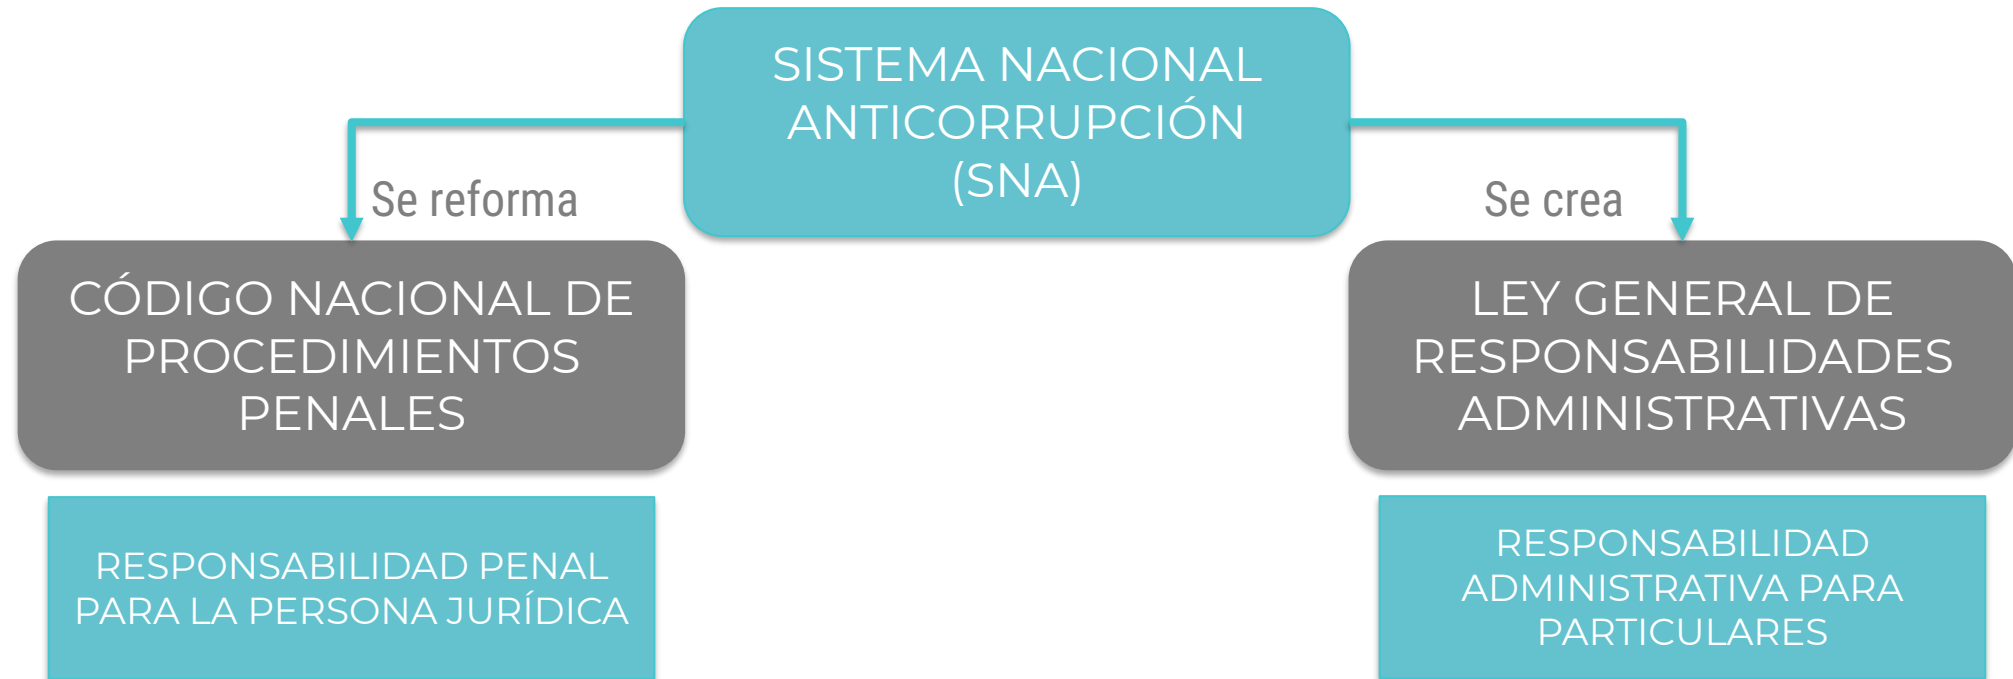 SISTEMA NACIONAL
ANTICORRUPCIÓN
(SNA)
Se reforma
Se crea
CÓDIGO NACIONAL DE
PROCEDIMIENTOS
PENALES
LEY GENERAL DE
RESPONSABILIDADES
ADMINISTRATIVAS
RESPONSABILIDAD PENAL
PARA LA PERSONA JURÍDICA
RESPONSABILIDAD
ADMINISTRATIVA PARA
PARTICULARES